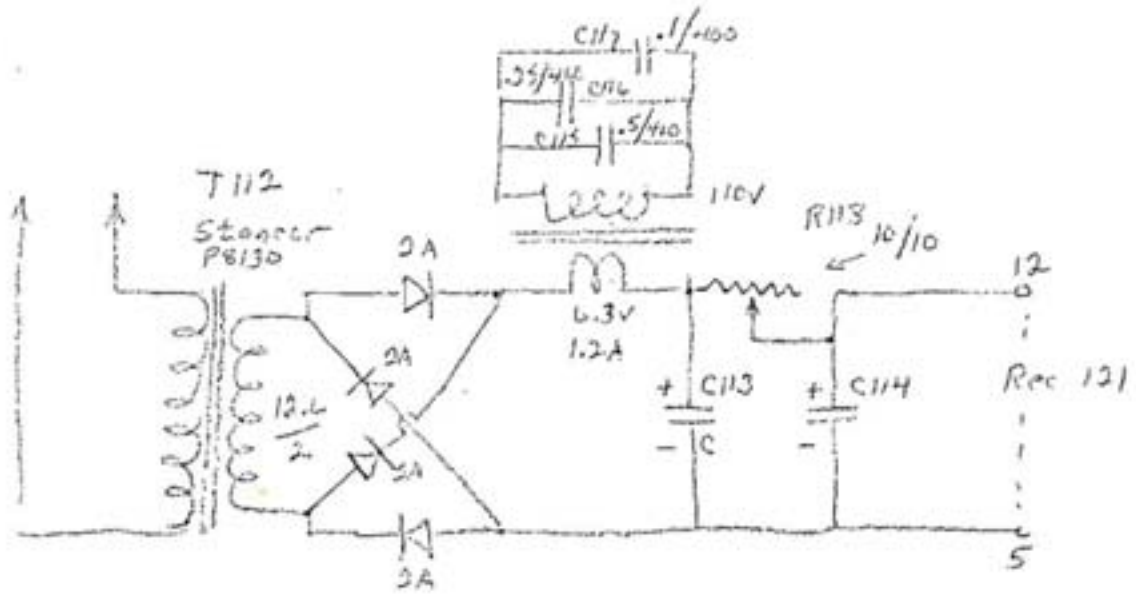 C117 .1/400
.25/400 C116
C115 .5/400
110V
T112
Stancor
P8130
2A
R113
10/10
12
6.3V
1.2A
2A
12.6
2
2A
+ C113
- C
+ C114
-
Rec 121
2A
5